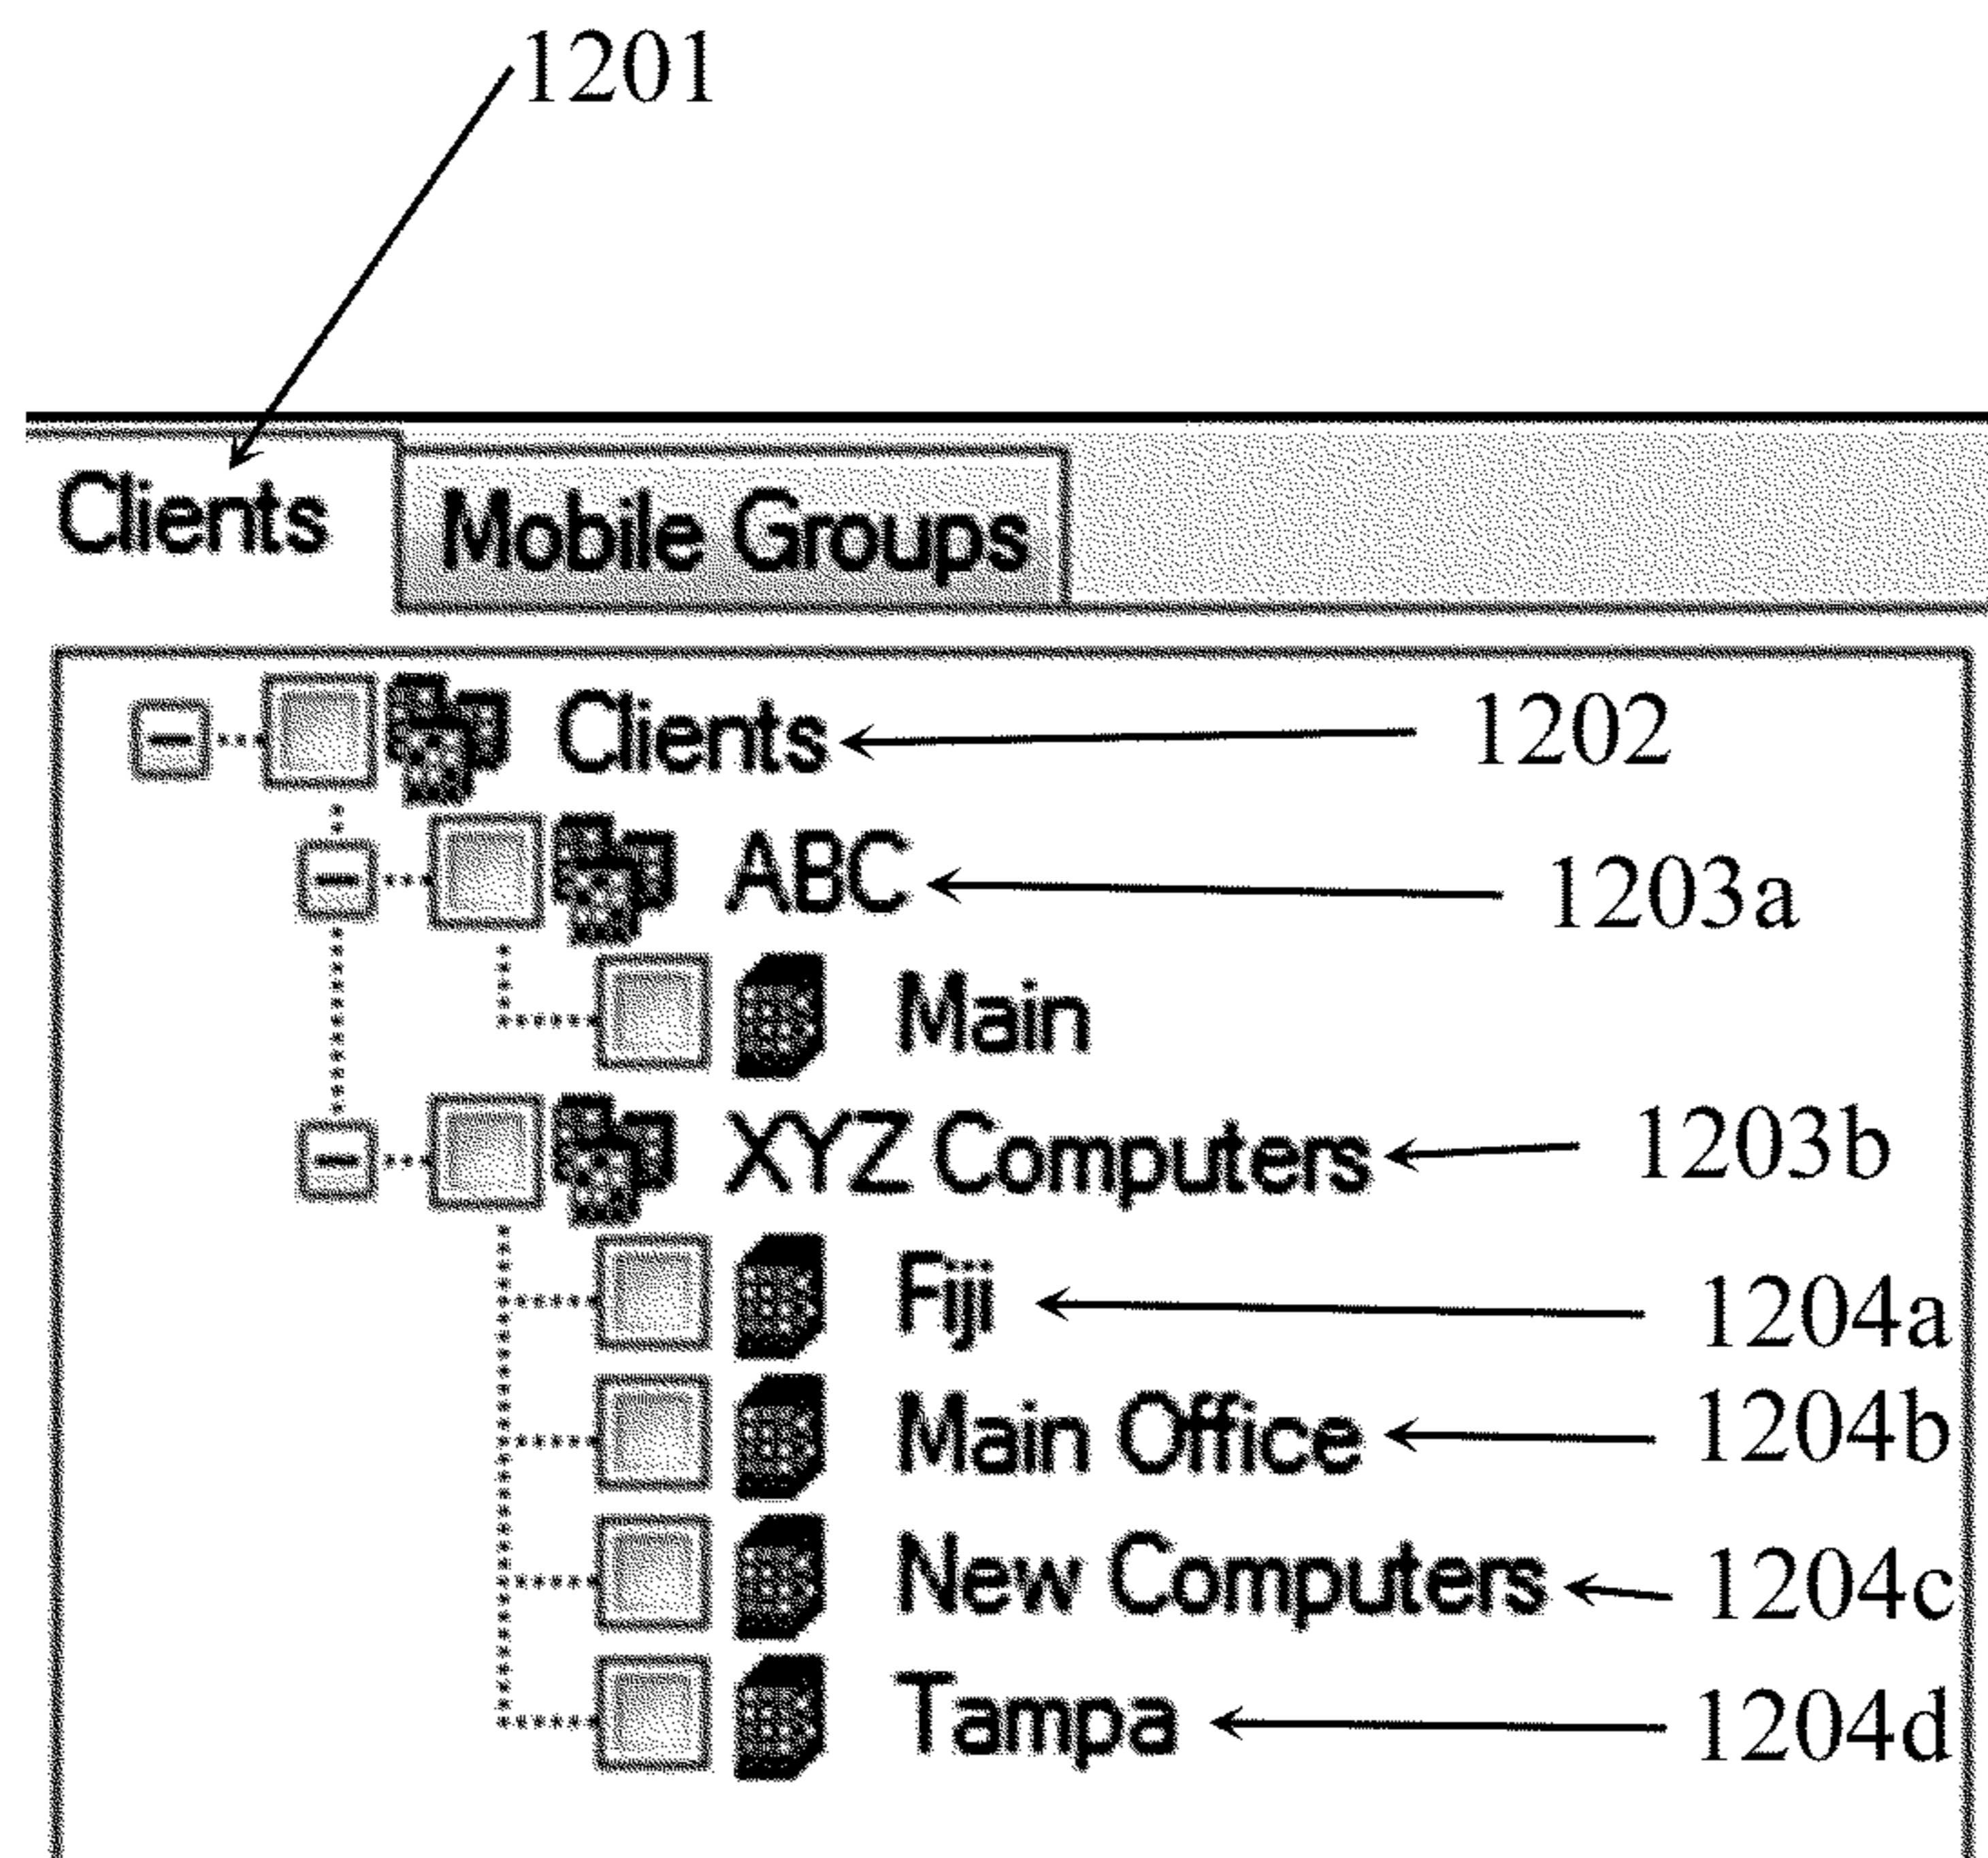 1201
Clients Mobile Groups
Clients 1202
ABC 1203a
Main
XYZ Computers 1203b
Fiji 1204a
Main Office 1204b
New Computers 1204c
Tampa 1204d